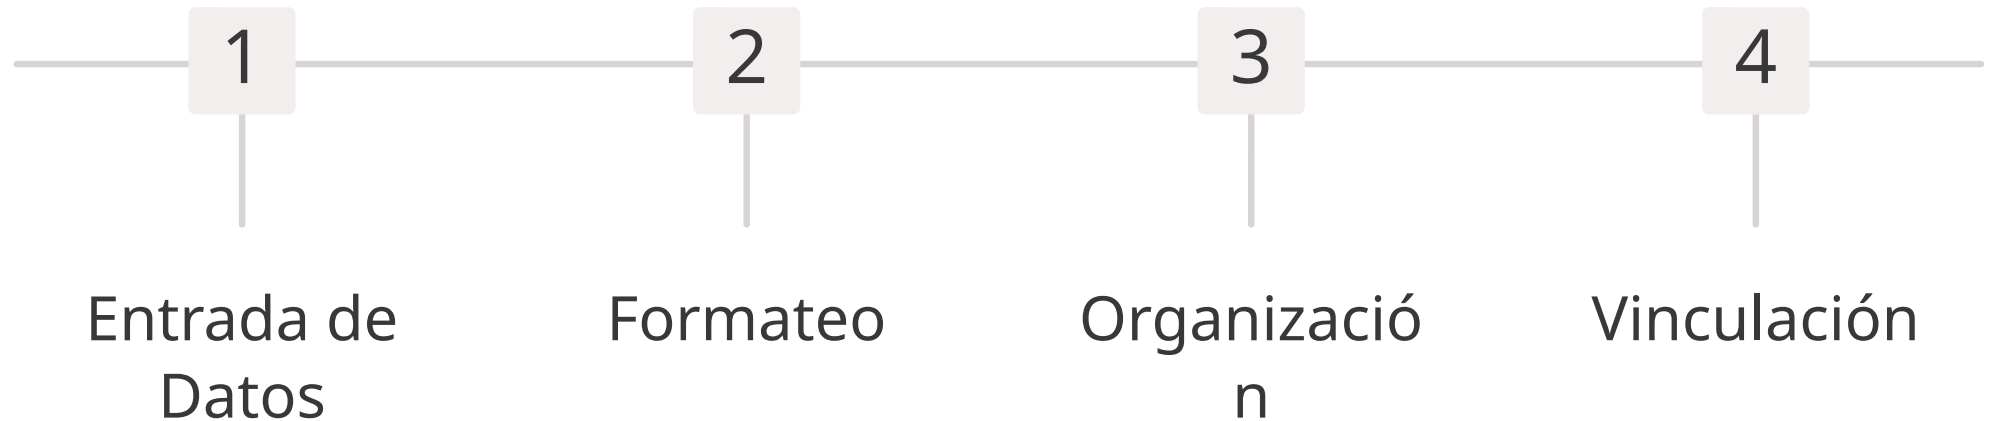 1
2
3
4
Entrada de
Datos
Formateo
Organizació
n
Vinculación